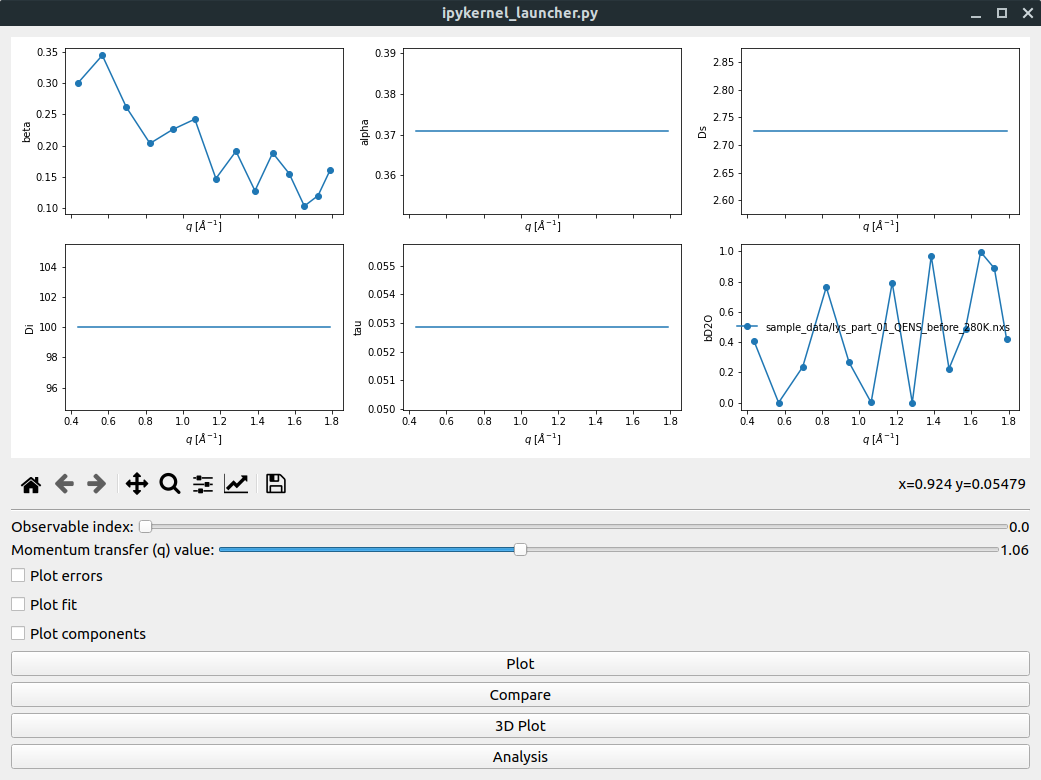 ipykernel_launcher.py
0.35
0.30
0.25
0.20
0.15
0.10
beta
q [Å⁻¹]
0.39
0.38
0.37
0.36
alpha
q [Å⁻¹]
2.85
2.80
2.75
2.70
2.65
2.60
Ds
q [Å⁻¹]
104
102
100
98
96
Di
0.4 0.6 0.8 1.0 1.2 1.4 1.6 1.8
q [Å⁻¹]
0.055
0.054
0.053
0.052
0.051
0.050
tau
0.4 0.6 0.8 1.0 1.2 1.4 1.6 1.8
q [Å⁻¹]
1.0
0.8
0.6
0.4
0.2
0.0
bD2O
sample_data/lys_part_01_QENS_before_280K.nxs
0.4 0.6 0.8 1.0 1.2 1.4 1.6 1.8
q [Å⁻¹]
x=0.924 y=0.05479
Observable index: 0.0
Momentum transfer (q) value: 1.06
Plot errors
Plot fit
Plot components
Plot
Compare
3D Plot
Analysis